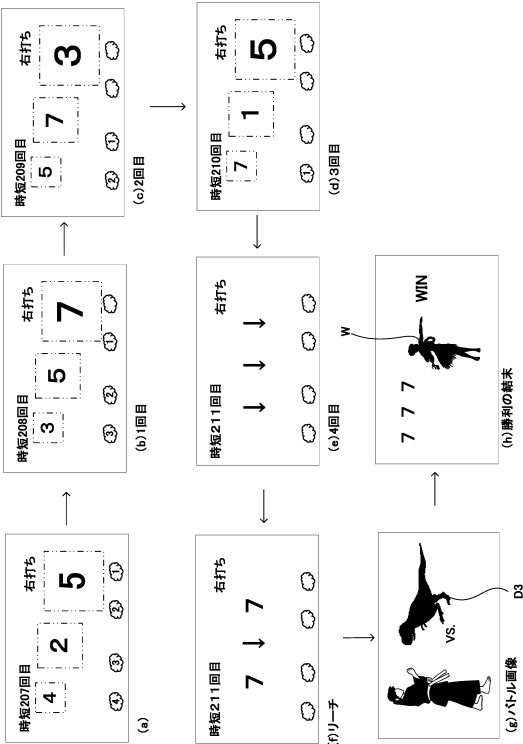 時短207回目 右打ち
4 2 5
4 3 2 1
(a)
時短208回目 右打ち
3 5 7
3 2 1
(b)1回目
時短209回目 右打ち
5 7 3
2 1
(c)2回目
時短210回目 右打ち
7 1 5
1
(d)3回目
時短211回目 右打ち
↓ ↓ ↓
(e)4回目
時短211回目 右打ち
7 ↓ 7
(f)リーチ
VS.
D3
(g)バトル画像
7 7 7
W
WIN
(h)勝利の結末